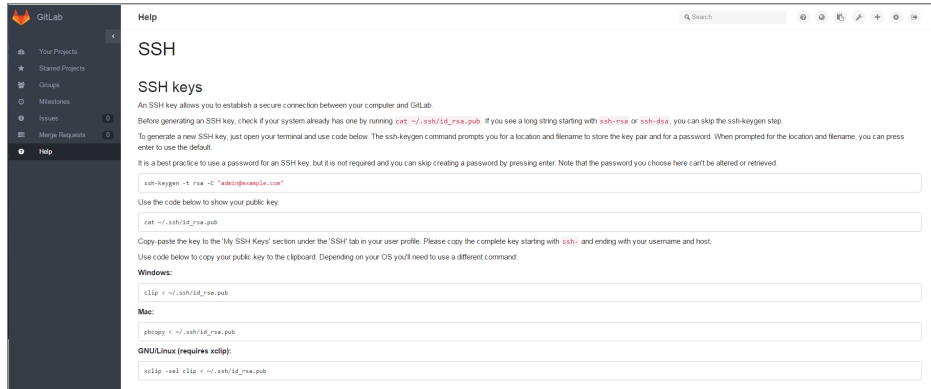 GitLab
Help
Search
Your Projects
Starred Projects
Groups
Milestones
Issues 0
Merge Requests 0
Help
SSH
SSH keys
An SSH key allows you to establish a secure connection between your computer and GitLab.
Before generating an SSH key, check if your system already has one by running cat ~/.ssh/id_rsa.pub. If you see a long string starting with ssh-rsa or ssh-dsa, you can skip the ssh-keygen step.
To generate a new SSH key, just open your terminal and use code below. The ssh-keygen command prompts you for a location and filename to store the key pair and for a password. When prompted for the location and filename, you can press
enter to use the default.
It is a best practice to use a password for an SSH key, but it is not required and you can skip creating a password by pressing enter. Note that the password you choose here can't be altered or retrieved.
ssh-keygen -t rsa -C "admin@example.com"
Use the code below to show your public key.
cat ~/.ssh/id_rsa.pub
Copy-paste the key to the 'My SSH Keys' section under the 'SSH' tab in your user profile. Please copy the complete key starting with ssh- and ending with your username and host.
Use code below to copy your public key to the clipboard. Depending on your OS you'll need to use a different command:
Windows:
clip < ~/.ssh/id_rsa.pub
Mac:
pbcopy < ~/.ssh/id_rsa.pub
GNU/Linux (requires xclip):
xclip -sel clip < ~/.ssh/id_rsa.pub